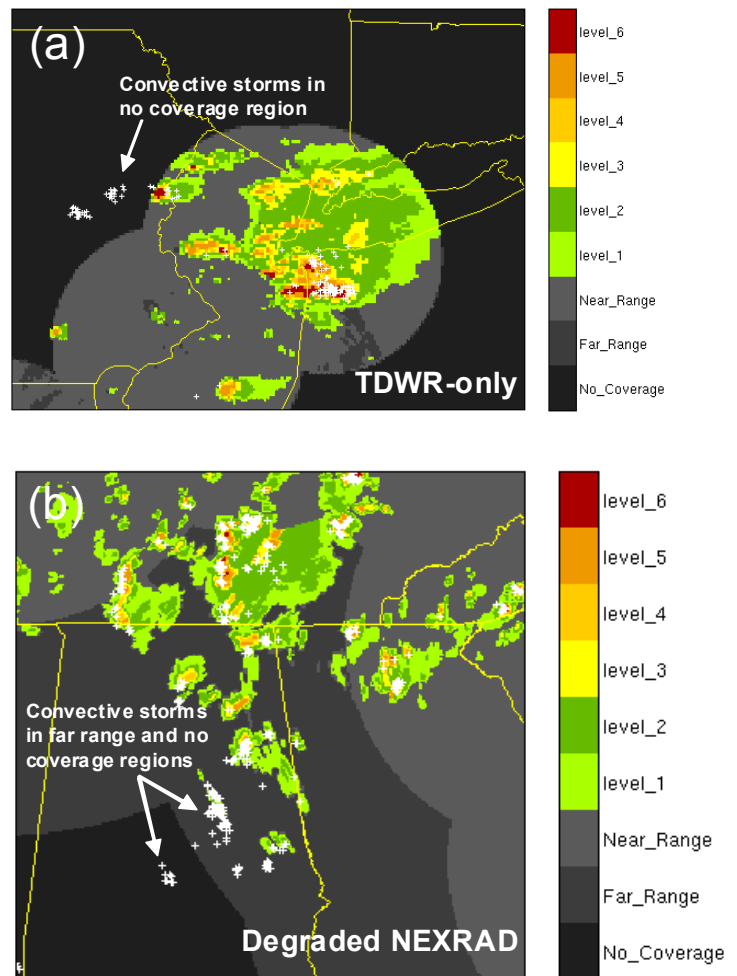 (a)
Convective storms in
no coverage region
TDWR-only
level_6
level_5
level_4
level_3
level_2
level_1
Near_Range
Far_Range
No_Coverage
(b)
Convective storms
in far range and no
coverage regions
Degraded NEXRAD
level_6
level_5
level_4
level_3
level_2
level_1
Near_Range
Far_Range
No_Coverage